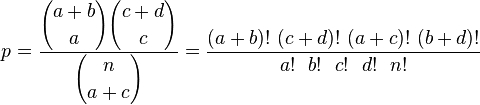 p = \frac{\binom{a+b}{a}\binom{c+d}{c}}{\binom{n}{a+c}} = \frac{(a+b)!\ (c+d)!\ (a+c)!\ (b+d)!}{a!\ b!\ c!\ d!\ n!}